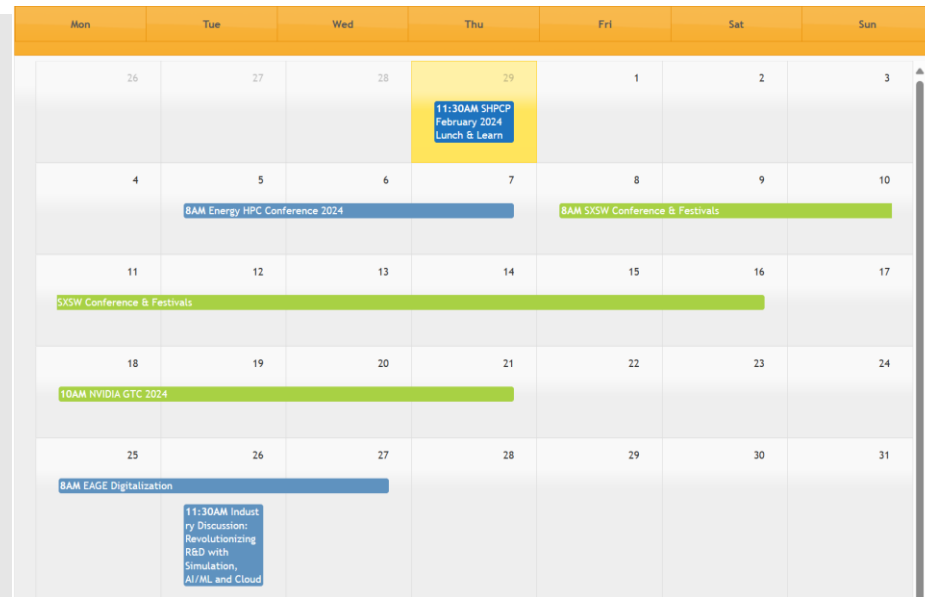 Mon Tue Wed Thu Fri Sat Sun
26 27 28 29 1 2 3
11:30AM SHPCP
February 2024
Lunch & Learn
4 5 6 7 8 9 10
8AM Energy HPC Conference 2024
8AM SXSW Conference & Festivals
11 12 13 14 15 16 17
SXSW Conference & Festivals
18 19 20 21 22 23 24
10AM NVIDIA GTC 2024
25 26 27 28 29 30 31
8AM EAGE Digitalization
11:30AM Indust
ry Discussion:
Revolutionizing
R&D with
Simulation,
AI/ML and Cloud